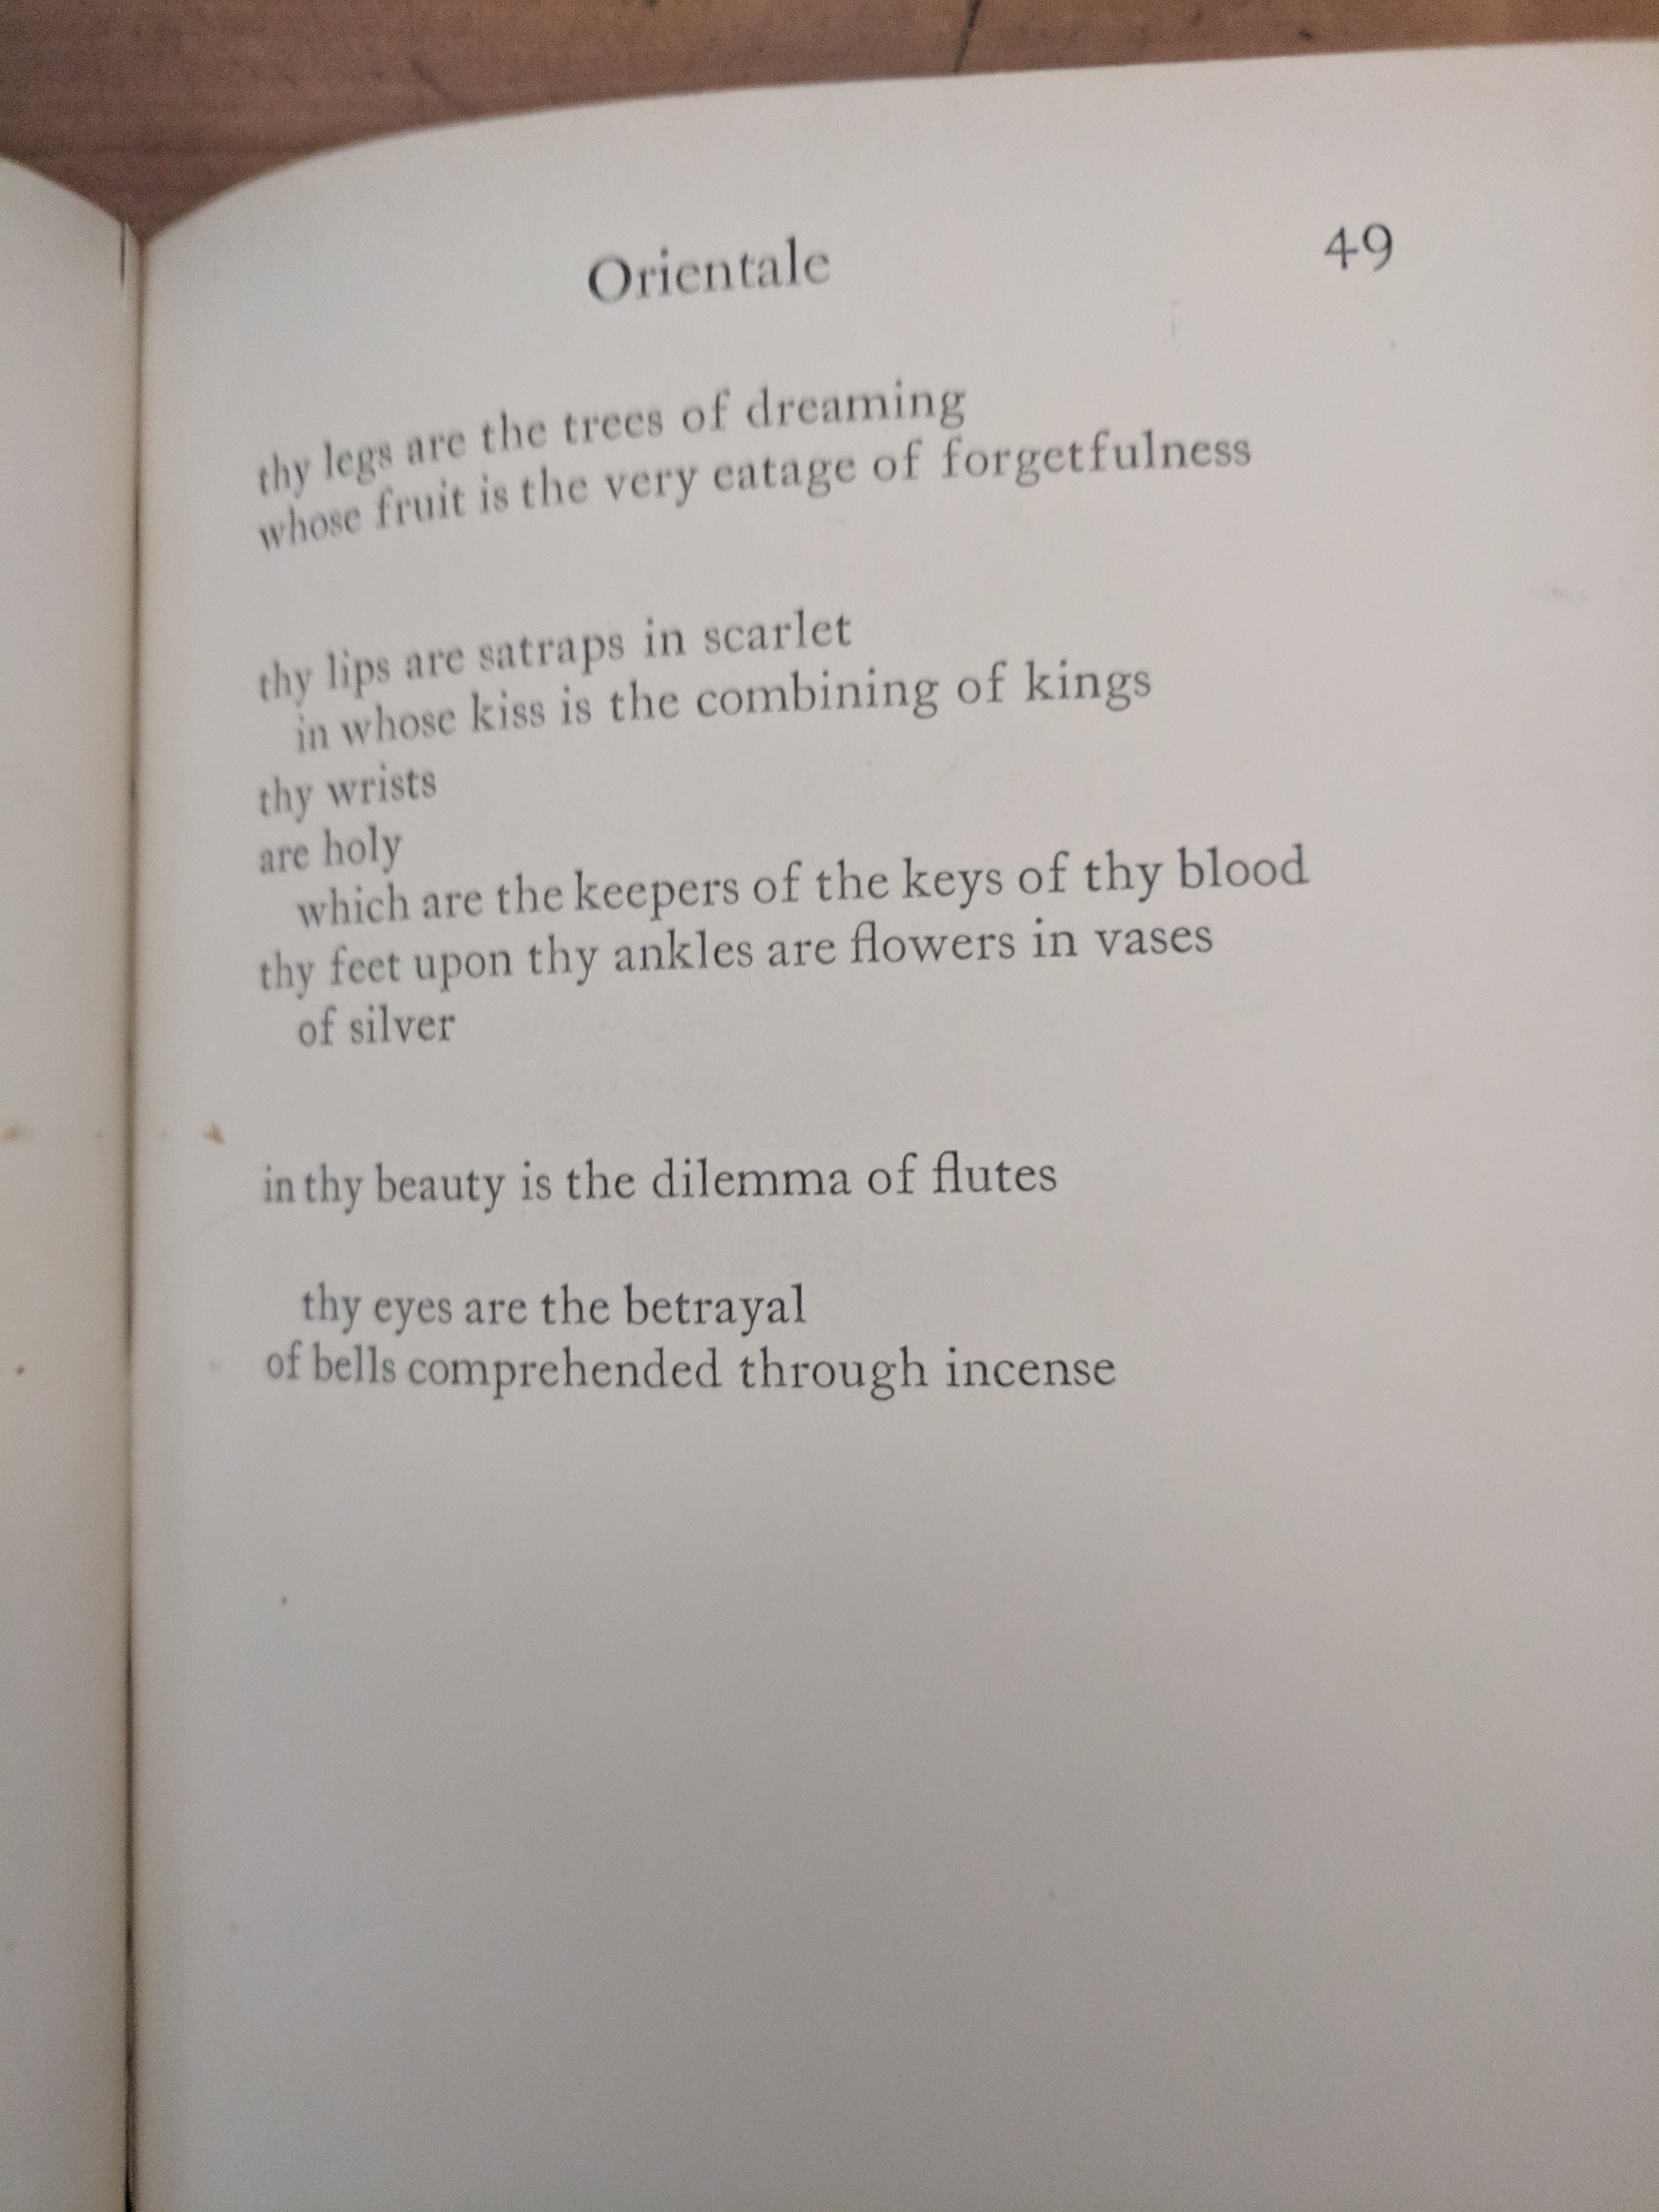 Orientale 49
thy legs are the trees of dreaming
whose fruit is the very eatage of forgetfulness
thy lips are satraps in scarlet
in whose kiss is the combining of kings
thy wrists
are holy
which are the keepers of the keys of thy blood
thy feet upon thy ankles are flowers in vases
of silver
in thy beauty is the dilemma of flutes
thy eyes are the betrayal
of bells comprehended through incense